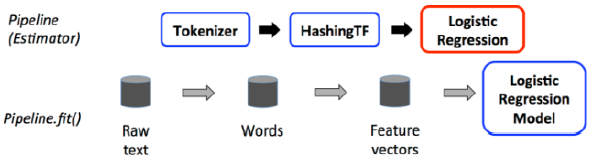 Pipeline
(Estimator)
Tokenizer
HashingTF
Logistic
Regression
Pipeline.fit()
Raw
text
Words
Feature
vectors
Logistic
Regression
Model